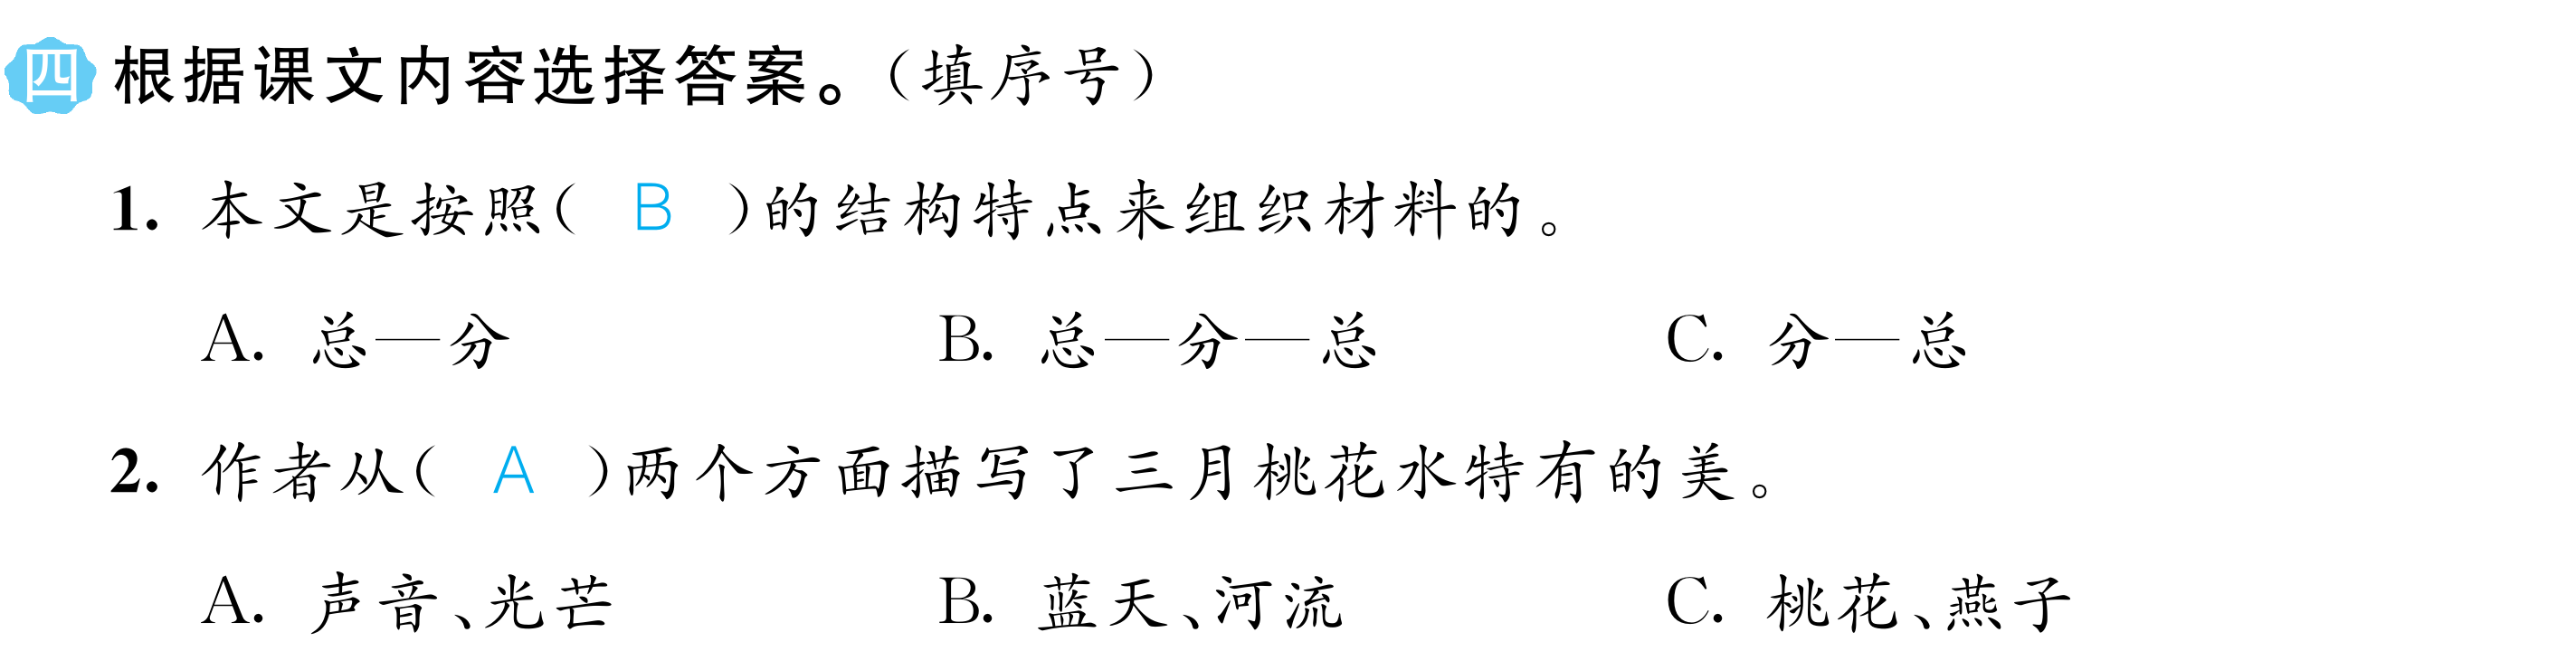 四 根据课文内容选择答案。（填序号）
1. 本文是按照( B )的结构特点来组织材料的。
A. 总—分 B. 总—分—总 C. 分—总
2. 作者从( A )两个方面描写了三月桃花水特有的美。
A. 声音、光芒 B. 蓝天、河流 C. 桃花、燕子